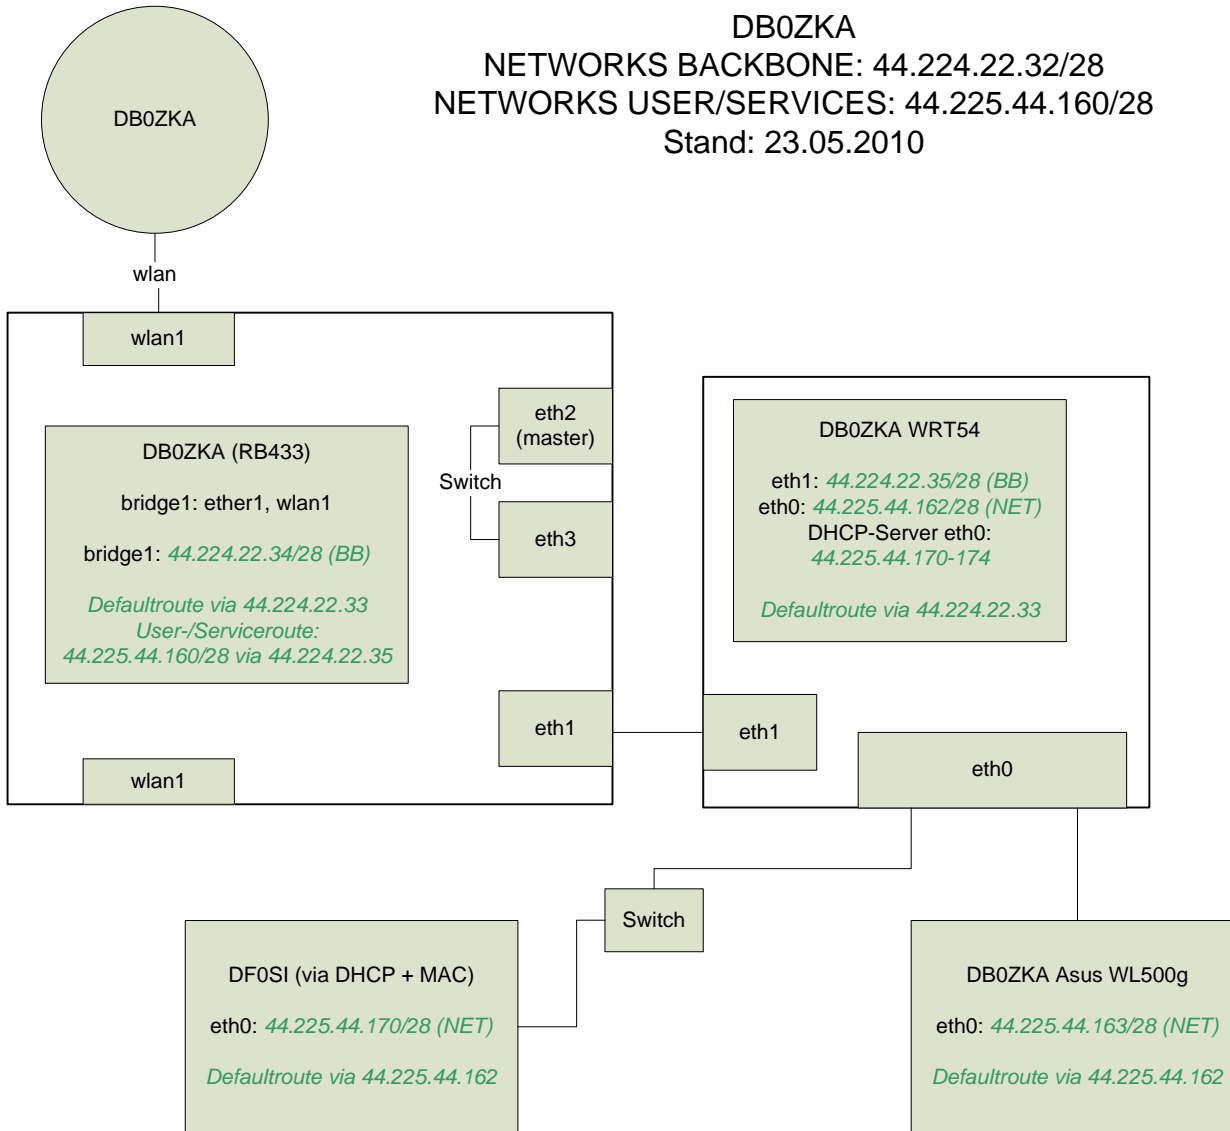 DB0ZKA
NETWORKS BACKBONE: 44.224.22.32/28
NETWORKS USER/SERVICES: 44.225.44.160/28
Stand: 23.05.2010
DB0ZKA
wlan
wlan1
eth2
(master)
Switch
eth3
DB0ZKA (RB433)
bridge1: ether1, wlan1
bridge1: 44.224.22.34/28 (BB)
Defaultroute via 44.224.22.33
User-/Serviceroute:
44.225.44.160/28 via 44.224.22.35
eth1
wlan1
DB0ZKA WRT54
eth1: 44.224.22.35/28 (BB)
eth0: 44.225.44.162/28 (NET)
DHCP-Server eth0:
44.225.44.170-174
Defaultroute via 44.224.22.33
eth1
eth0
Switch
DF0SI (via DHCP + MAC)
eth0: 44.225.44.170/28 (NET)
Defaultroute via 44.225.44.162
DB0ZKA Asus WL500g
eth0: 44.225.44.163/28 (NET)
Defaultroute via 44.225.44.162